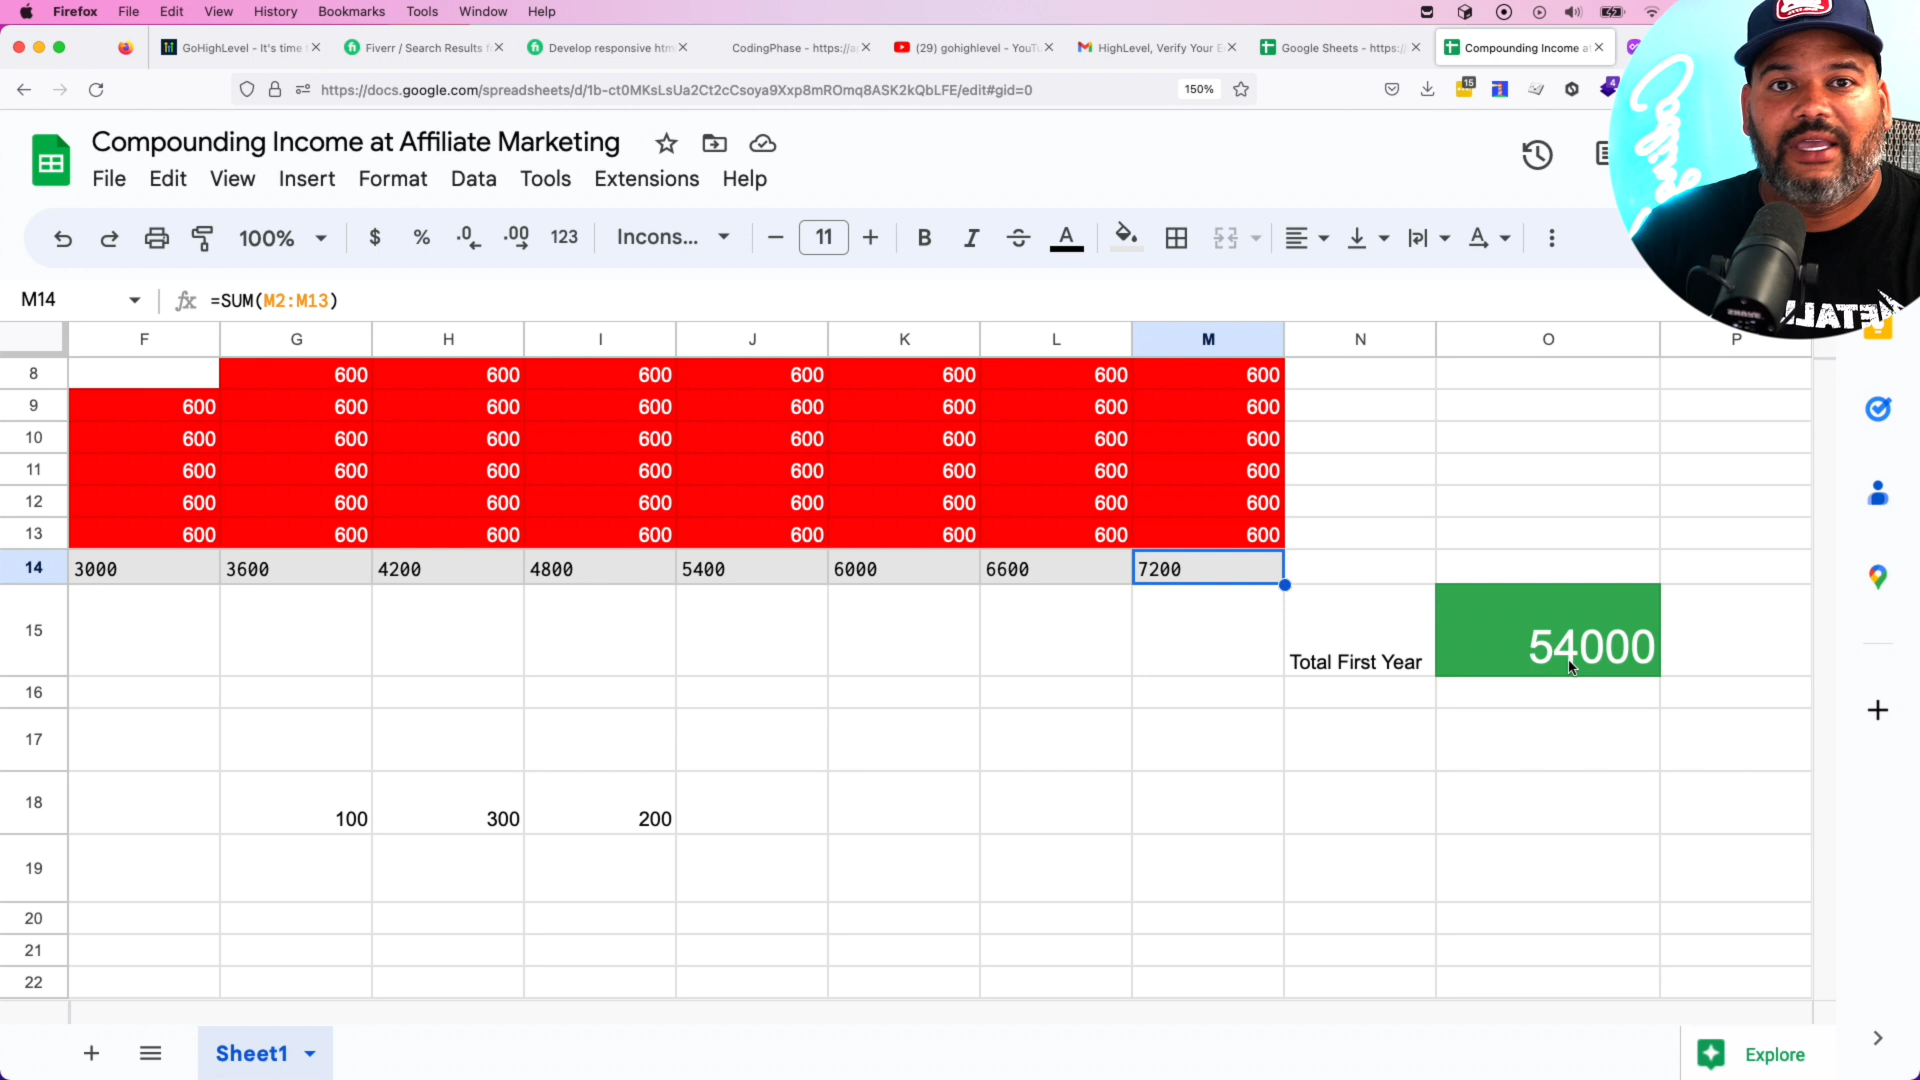 Firefox File Edit View History Bookmarks Tools Window Help
GoHighLevel - It's time
Fiverr / Search Results f
Develop responsive htm
CodingPhase - https://a
(29) gohighlevel - YouT
HighLevel, Verify Your E
Google Sheets - https:/
Compounding Income a
https://docs.google.com/spreadsheets/d/1b-ct0MKsLsUa2Ct2cCsoya9Xxp8mROmq8ASK2kQbLFE/edit#gid=0
150%
15
4
Compounding Income at Affiliate Marketing
File Edit View Insert Format Data Tools Extensions Help
100% $ % .0 .00 123 Incons... 11 B I S A
M14 fx =SUM(M2:M13)
F G H I J K L M N O P
8 600 600 600 600 600 600 600
9 600 600 600 600 600 600 600 600
10 600 600 600 600 600 600 600 600
11 600 600 600 600 600 600 600 600
12 600 600 600 600 600 600 600 600
13 600 600 600 600 600 600 600 600
14 3000 3600 4200 4800 5400 6000 6600 7200
15 Total First Year 54000
16
17
18 100 300 200
19
20
21
22
Sheet1
Explore